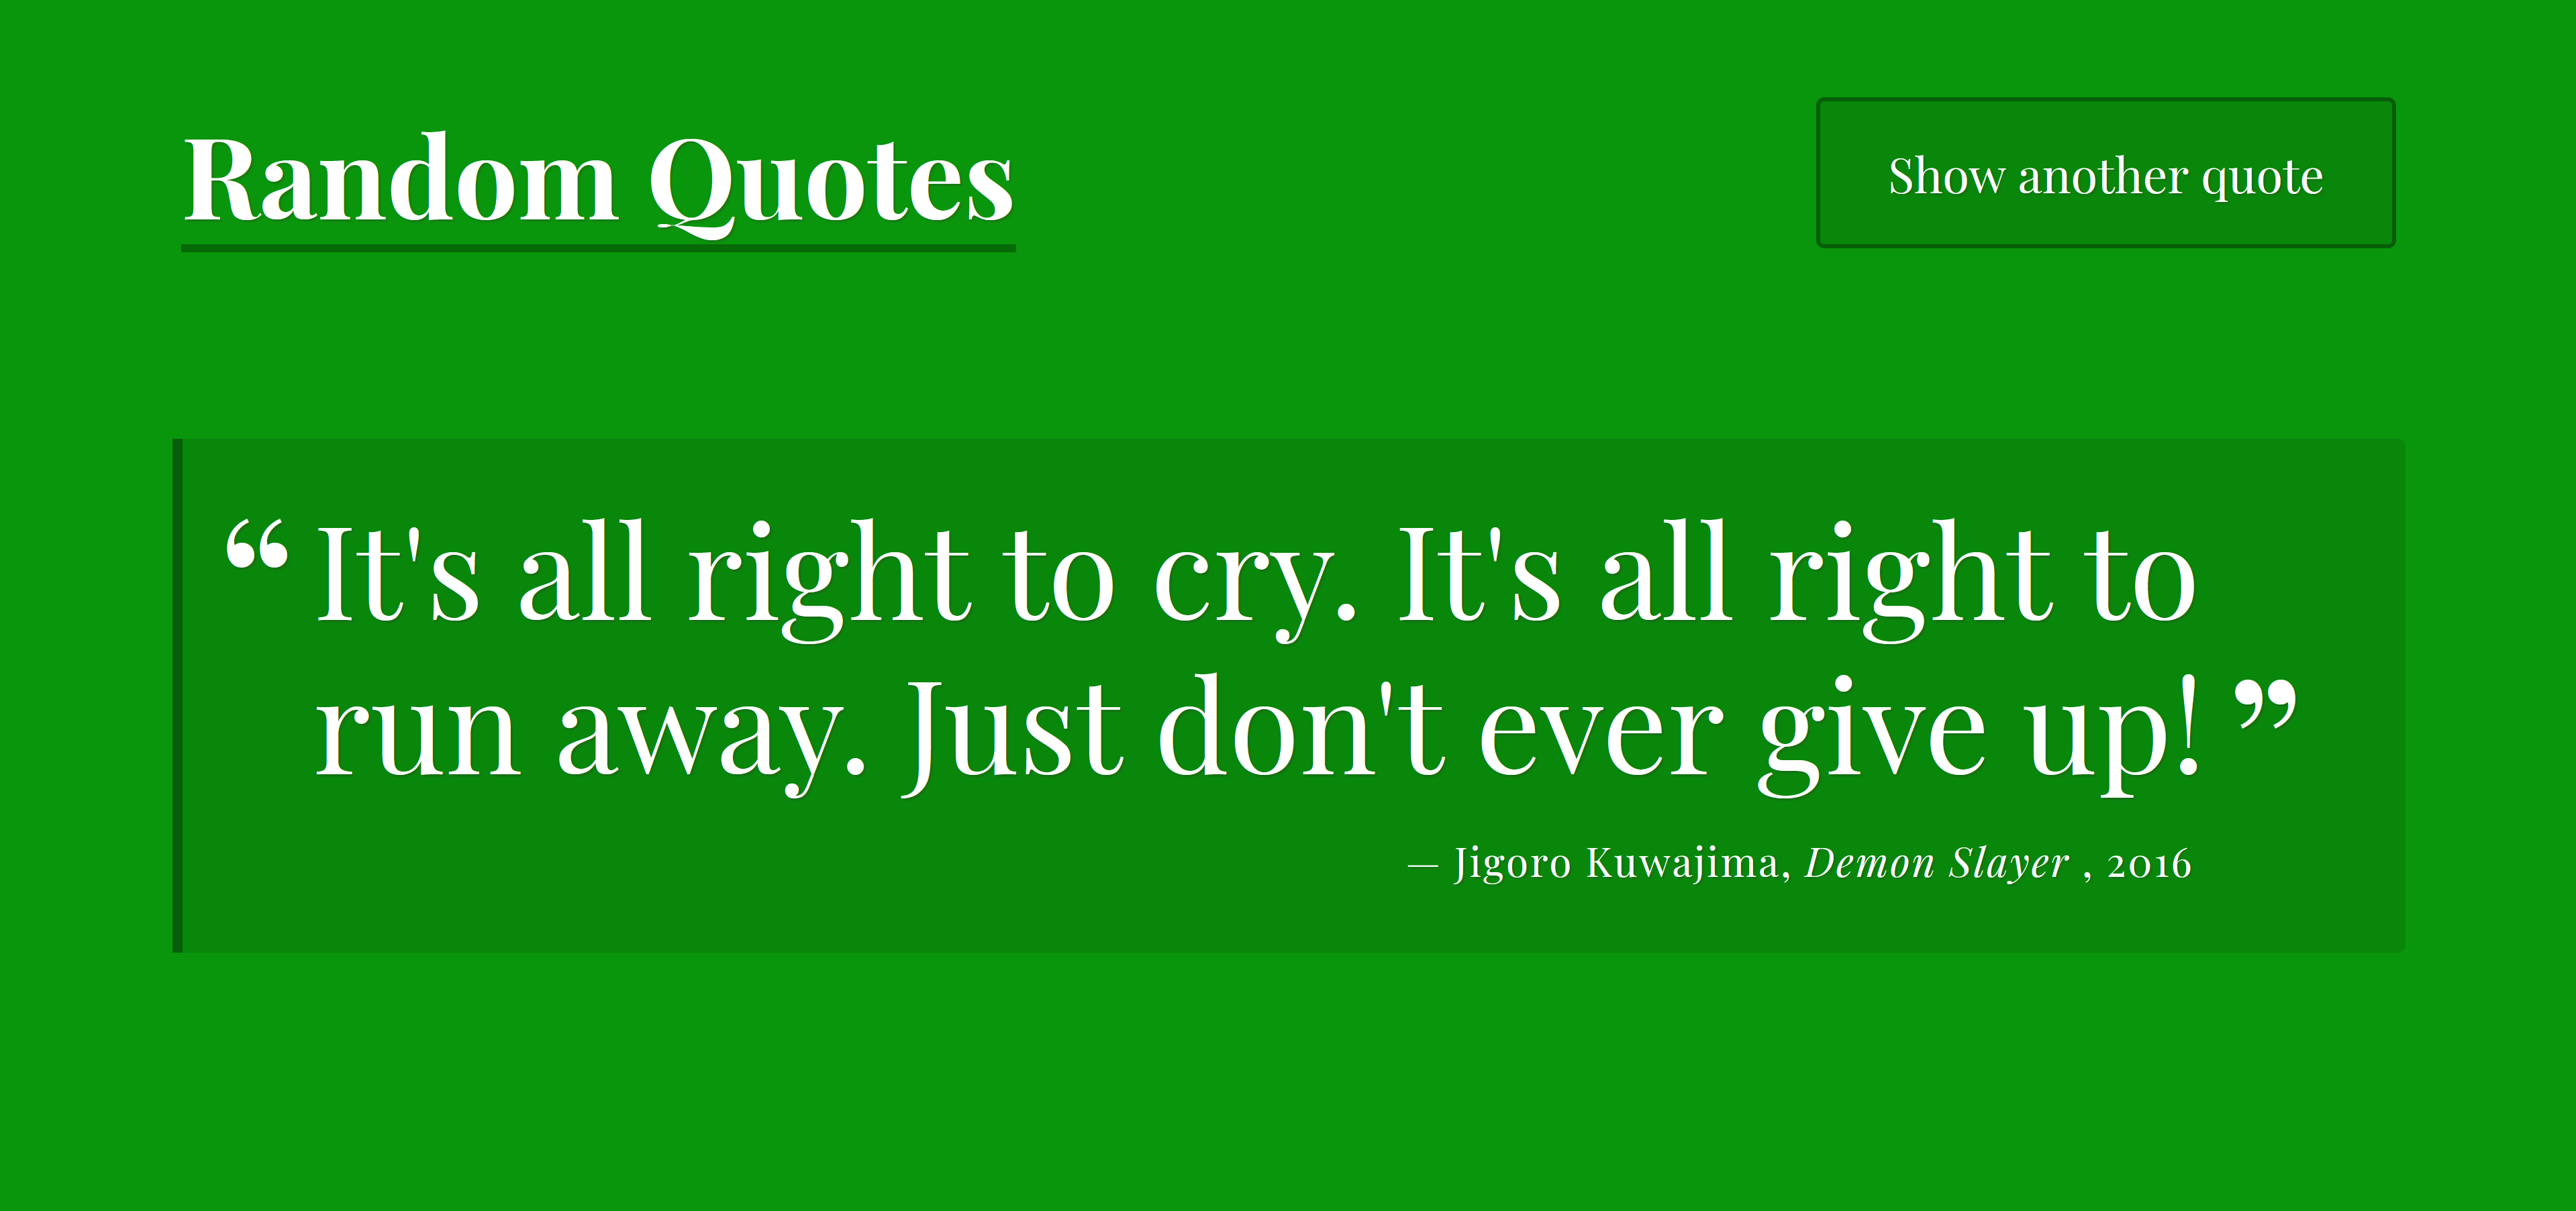 Random Quotes
Show another quote
“ It's all right to cry. It's all right to
run away. Just don't ever give up! ”
— Jigoro Kuwajima, Demon Slayer , 2016